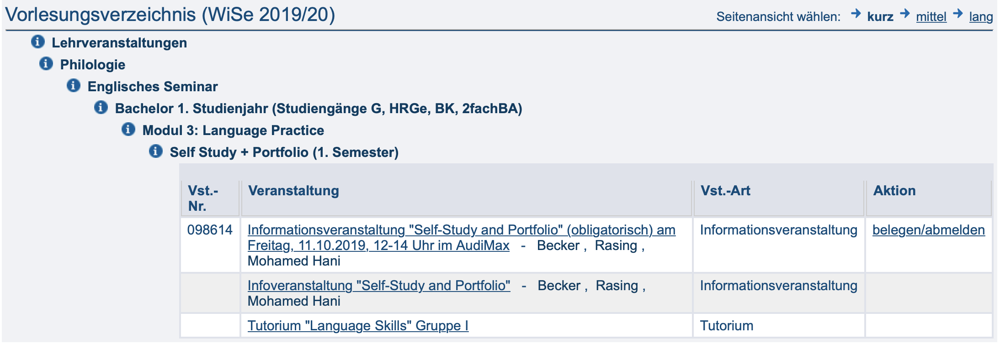 Vorlesungsverzeichnis (WiSe 2019/20)
Seitenansicht wählen: kurz mittel lang
Lehrveranstaltungen
Philologie
Englisches Seminar
Bachelor 1. Studienjahr (Studiengänge G, HRGe, BK, 2fachBA)
Modul 3: Language Practice
Self Study + Portfolio (1. Semester)
Vst.-
Nr.
Veranstaltung
Vst.-Art
Aktion
098614
Informationsveranstaltung "Self-Study and Portfolio" (obligatorisch) am
Freitag, 11.10.2019, 12-14 Uhr im AudiMax - Becker , Rasing ,
Mohamed Hani
Informationsveranstaltung
belegen/abmelden
Infoveranstaltung "Self-Study and Portfolio" - Becker , Rasing ,
Mohamed Hani
Informationsveranstaltung
Tutorium "Language Skills" Gruppe I
Tutorium